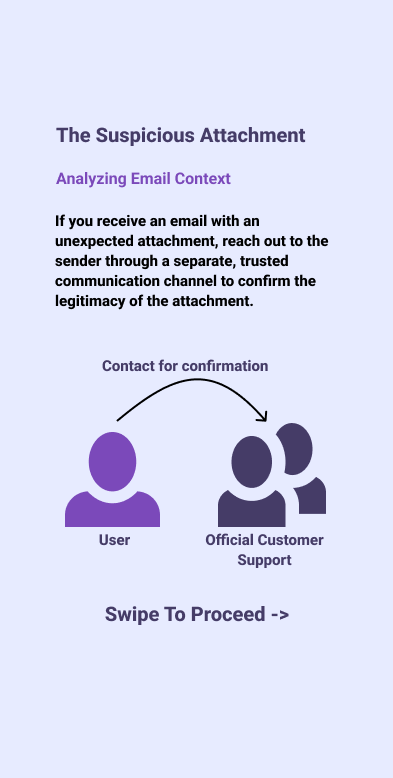 The Suspicious Attachment
Analyzing Email Context
If you receive an email with an
unexpected attachment, reach out to the
sender through a separate, trusted
communication channel to confirm the
legitimacy of the attachment.
Contact for confirmation
User
Official Customer
Support
Swipe To Proceed ->